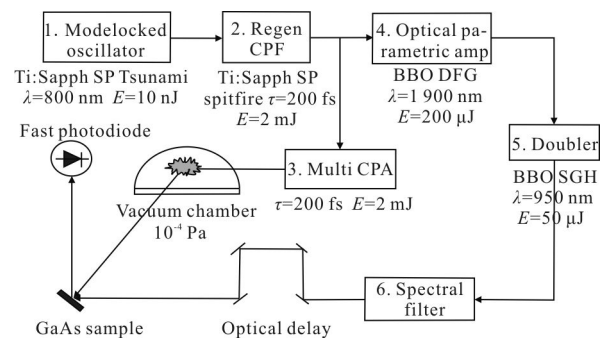 1. Modelocked
oscillator
Ti:Sapph SP Tsunami
λ=800 nm E=10 nJ
2. Regen
CPF
Ti:Sapph SP
spitfire τ=200 fs
E=2 mJ
4. Optical pa-
rametric amp
BBO DFG
λ=1 900 nm
E=200 μJ
5. Doubler
BBO SGH
λ=950 nm
E=50 μJ
3. Multi CPA
τ=200 fs E=2 mJ
Fast photodiode
Vacuum chamber
10⁻⁴ Pa
6. Spectral
filter
GaAs sample
Optical delay